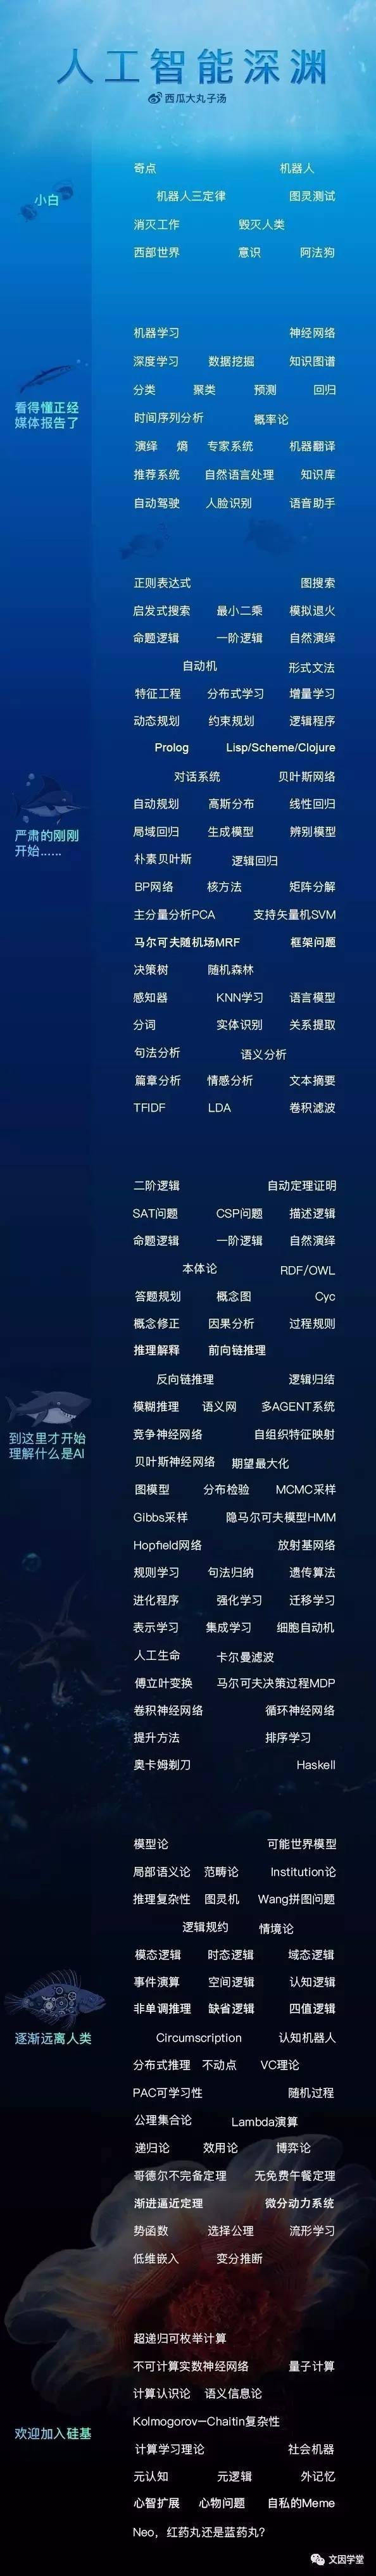 人工智能深渊
西瓜大丸子汤
奇点 机器人
小白
机器人三定律 图灵测试
消灭工作 毁灭人类
西部世界 意识 阿法狗
机器学习 神经网络
深度学习 数据挖掘 知识图谱
分类 聚类 预测 回归
看得懂正经
媒体报告了
时间序列分析 概率论
演绎 熵 专家系统 机器翻译
推荐系统 自然语言处理 知识库
自动驾驶 人脸识别 语音助手
正则表达式 图搜索
启发式搜索 最小二乘 模拟退火
命题逻辑 一阶逻辑 自然演绎
自动机 形式文法
特征工程 分布式学习 增量学习
动态规划 约束规划 逻辑程序
Prolog Lisp/Scheme/Clojure
对话系统 贝叶斯网络
自动规划 高斯分布 线性回归
严肃的刚刚
开始......
局域回归 生成模型 辨别模型
朴素贝叶斯 逻辑回归
BP网络 核方法 矩阵分解
主分量分析PCA 支持矢量机SVM
马尔可夫随机场MRF 框架问题
决策树 随机森林
感知器 KNN学习 语言模型
分词 实体识别 关系提取
句法分析 语义分析
篇章分析 情感分析 文本摘要
TFIDF LDA 卷积滤波
二阶逻辑 自动定理证明
SAT问题 CSP问题 描述逻辑
命题逻辑 一阶逻辑 自然演绎
本体论 RDF/OWL
答题规划 概念图 Cyc
概念修正 因果分析 过程规则
推理解释 前向链推理
反向链推理 逻辑归结
模糊推理 语义网 多AGENT系统
到这里才开始
理解什么是AI
竞争神经网络 自组织特征映射
贝叶斯神经网络 期望最大化
图模型 分布检验 MCMC采样
Gibbs采样 隐马尔可夫模型HMM
Hopfield网络 放射基网络
规则学习 句法归纳 遗传算法
进化程序 强化学习 迁移学习
表示学习 集成学习 细胞自动机
人工生命 卡尔曼滤波
傅立叶变换 马尔可夫决策过程MDP
卷积神经网络 循环神经网络
提升方法 排序学习
奥卡姆剃刀 Haskell
模型论 可能世界模型
局部语义论 范畴论 Institution论
推理复杂性 图灵机 Wang拼图问题
逻辑规约 情境论
模态逻辑 时态逻辑 域态逻辑
事件演算 空间逻辑 认知逻辑
非单调推理 缺省逻辑 四值逻辑
逐渐远离人类
Circumscription 认知机器人
分布式推理 不动点 VC理论
PAC可学习性 随机过程
公理集合论 Lambda演算
递归论 效用论 博弈论
哥德尔不完备定理 无免费午餐定理
渐进逼近定理 微分动力系统
势函数 选择公理 流形学习
低维嵌入 变分推断
超递归可枚举计算
不可计算实数神经网络 量子计算
计算认识论 语义信息论
Kolmogorov—Chaitin复杂性
欢迎加入硅基
计算学习理论 社会机器
元认知 元逻辑 外记忆
心智扩展 心物问题 自私的Meme
Neo，红药丸还是蓝药丸?
文因学堂